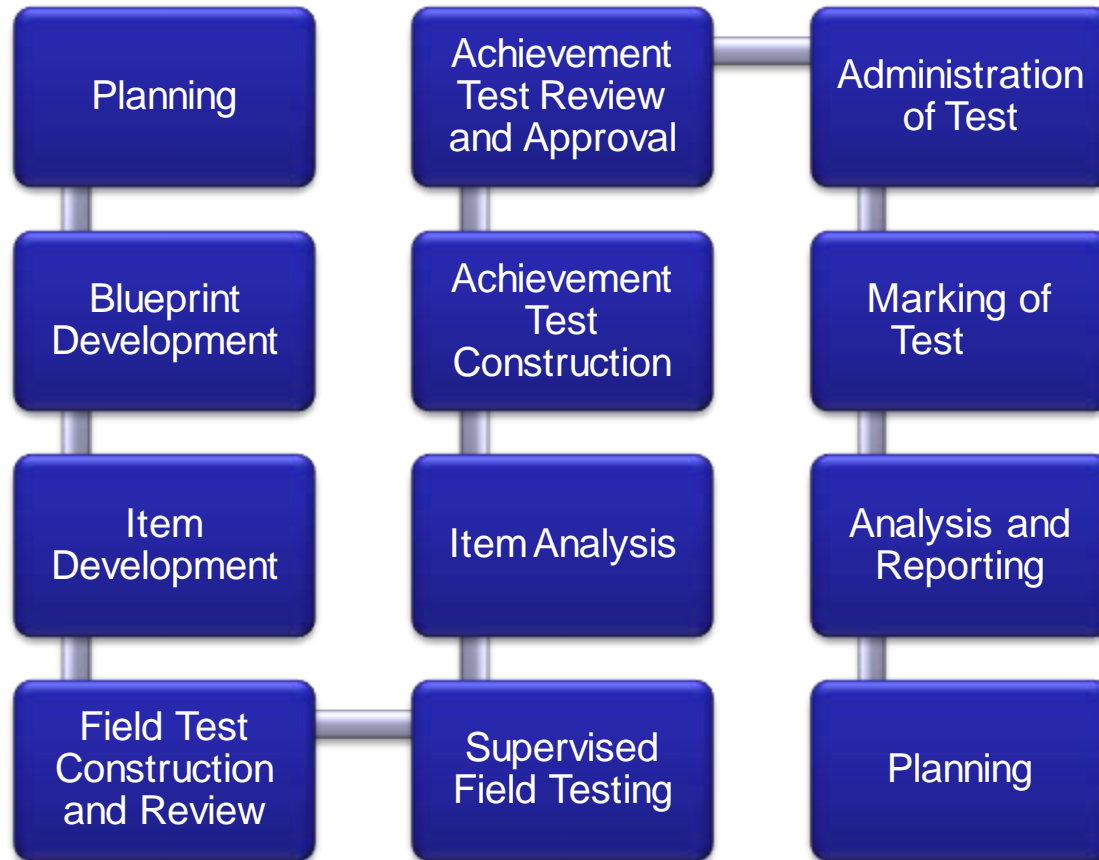 Planning
Blueprint
Development
Item
Development
Field Test
Construction
and Review
Supervised
Field Testing
Item Analysis
Achievement
Test
Construction
Achievement
Test Review
and Approval
Administration
of Test
Marking of
Test
Analysis and
Reporting
Planning